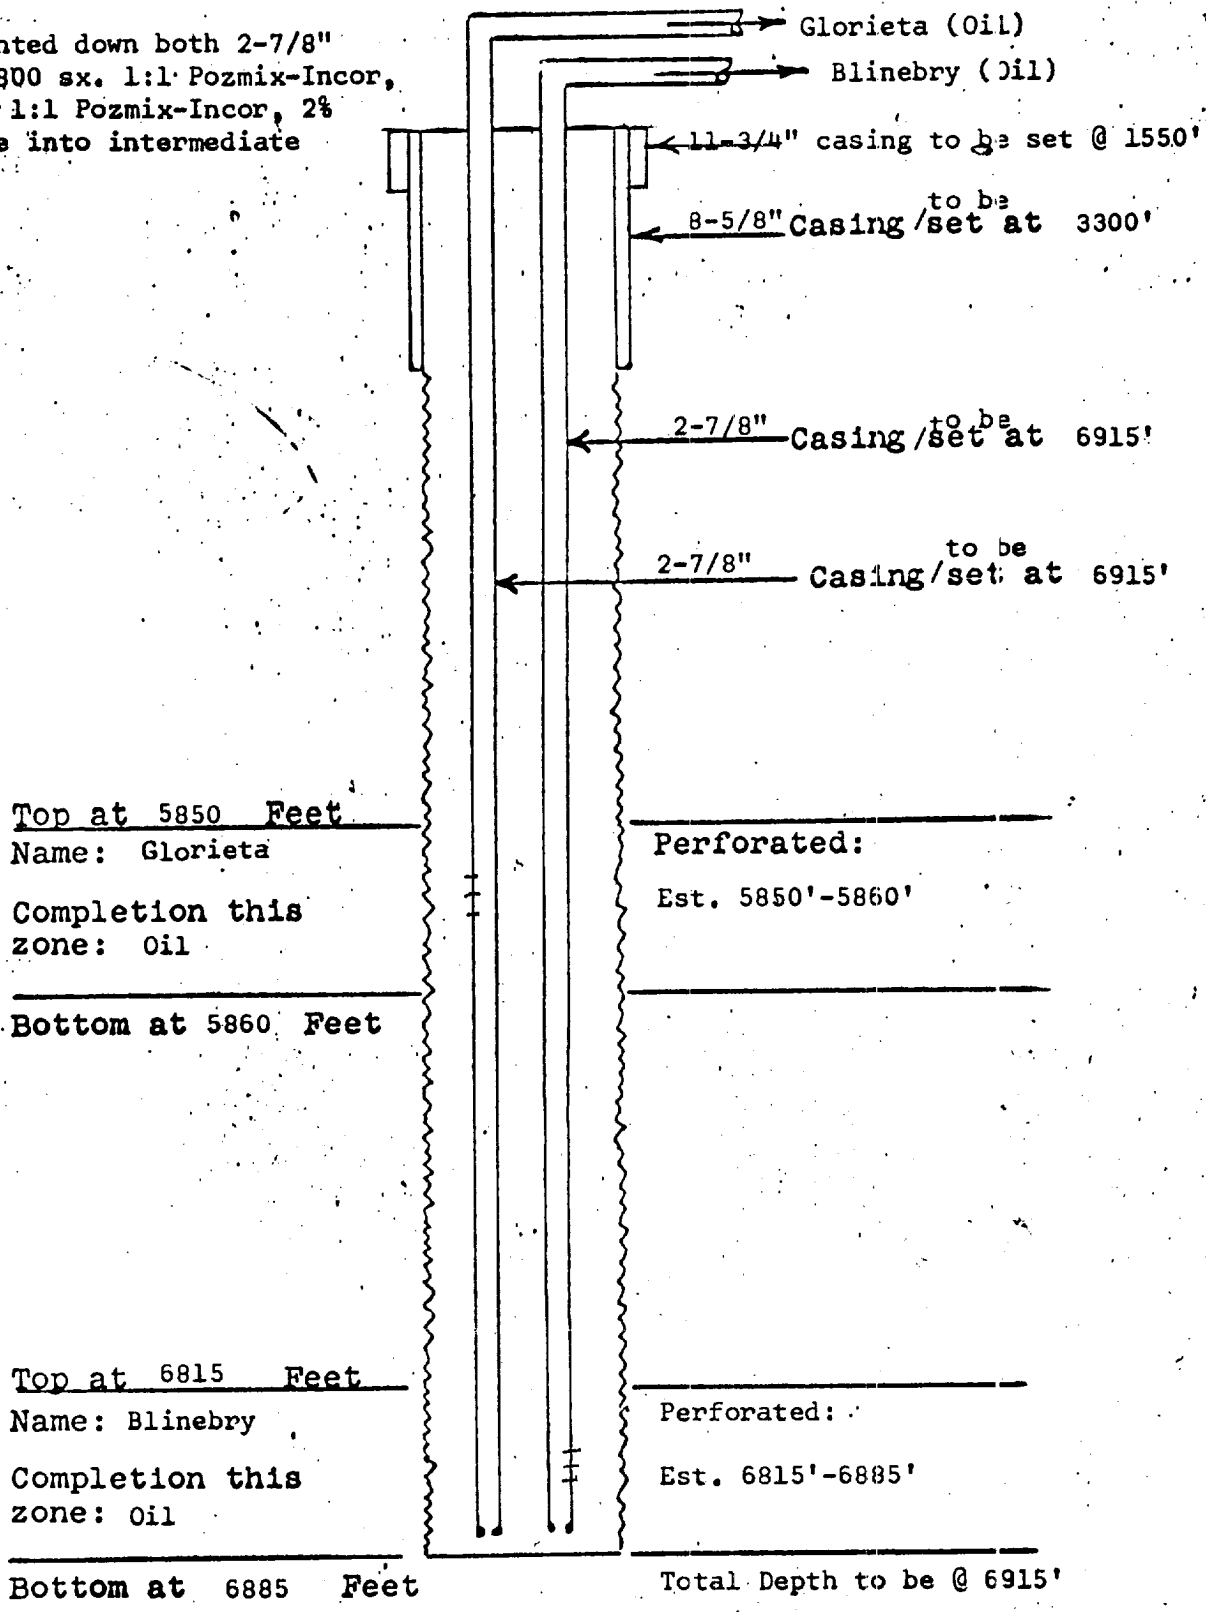 Glorieta (Oil)
nted down both 2-7/8"
Blinebry (Oil)
800 sx. 1:1 Pozmix-Incor,
1:1 Pozmix-Incor, 2%
e into intermediate
11-3/4" casing to be set @ 1550'
to be
8-5/8" Casing/set at 3300'
to be
2-7/8" Casing/set at 6915'
to be
2-7/8" Casing/set at 6915'
Top at 5850 Feet
Name: Glorieta
Perforated:
Est. 5850'-5860'
Completion this
zone: Oil
Bottom at 5860 Feet
Top at 6815 Feet
Name: Blinebry
Perforated:
Completion this
Est. 6815'-6885'
zone: Oil
Bottom at 6885 Feet
Total Depth to be @ 6915'